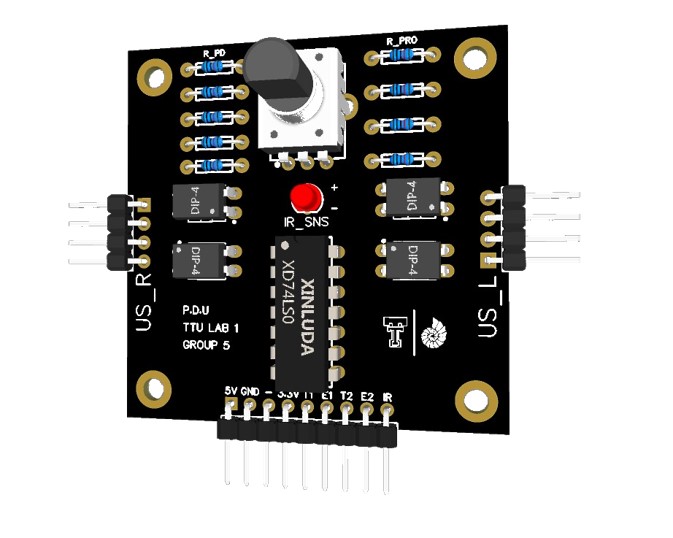 R_PD
R_PRO
DIP-4
DIP-4
DIP-4
DIP-4
+
-
IR_SNS
XINLUDA
XD74LS0
US_R
US_L
P.D.U
TTU LAB 1
GROUP 5
5V GND - 3.3V T1 E1 T2 E2 IR